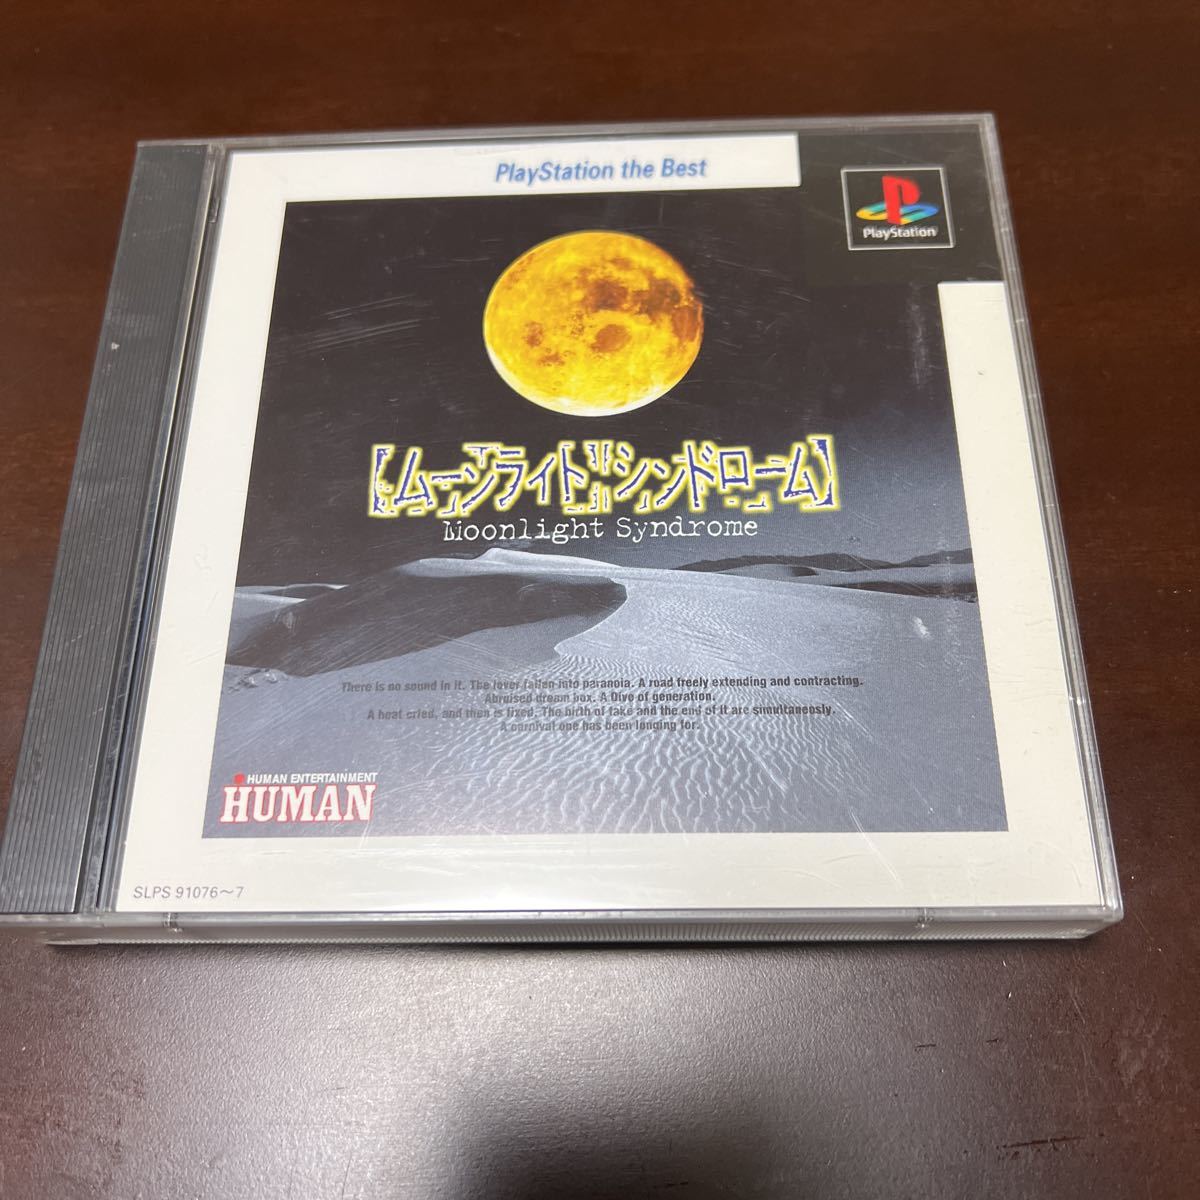 PlayStation the Best
PlayStation
【ムーンライトシンドローム】
Moonlight Syndrome
There is no sound in it. The lover fallen into paranoia. A road freely extending and contracting.
Abruised dream box. A Dive of generation.
A beat cried, and then is fixed. The birth of fake and the end of it are simultaneously.
A carnival one has been longing for.
HUMAN ENTERTAINMENT
HUMAN
SLPS 91076〜7